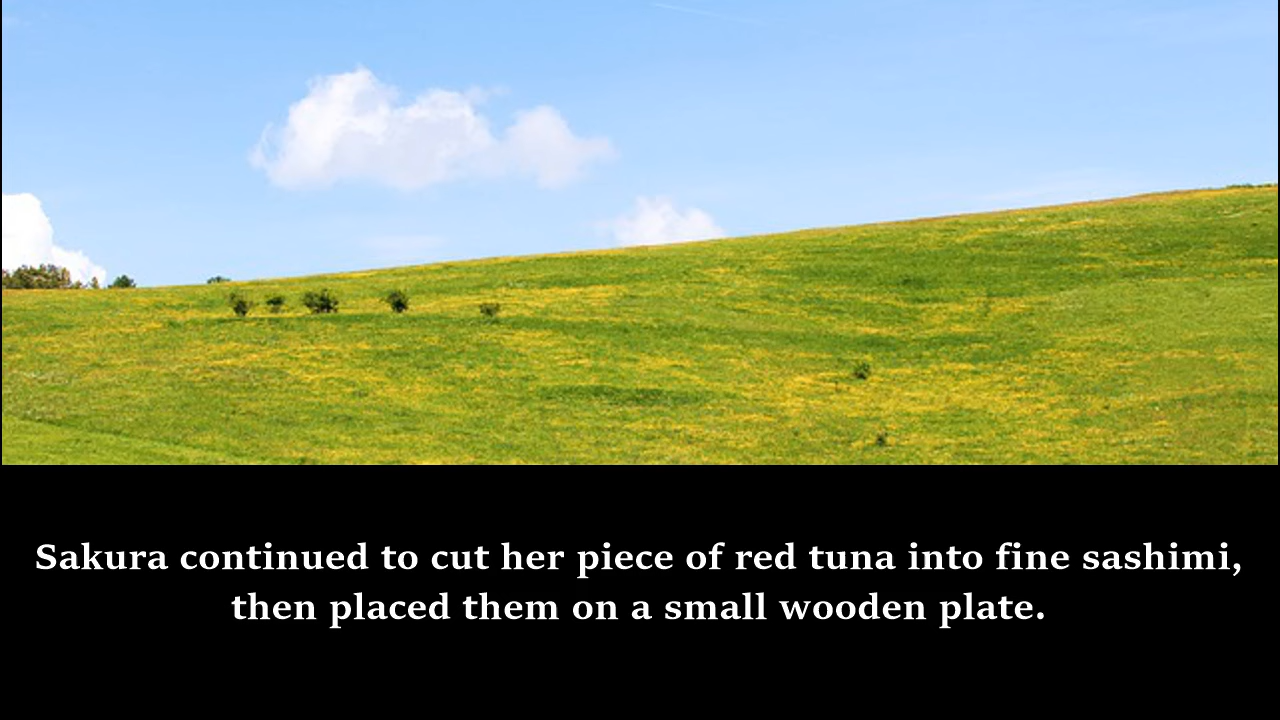 Sakura continued to cut her piece of red tuna into fine sashimi,
then placed them on a small wooden plate.